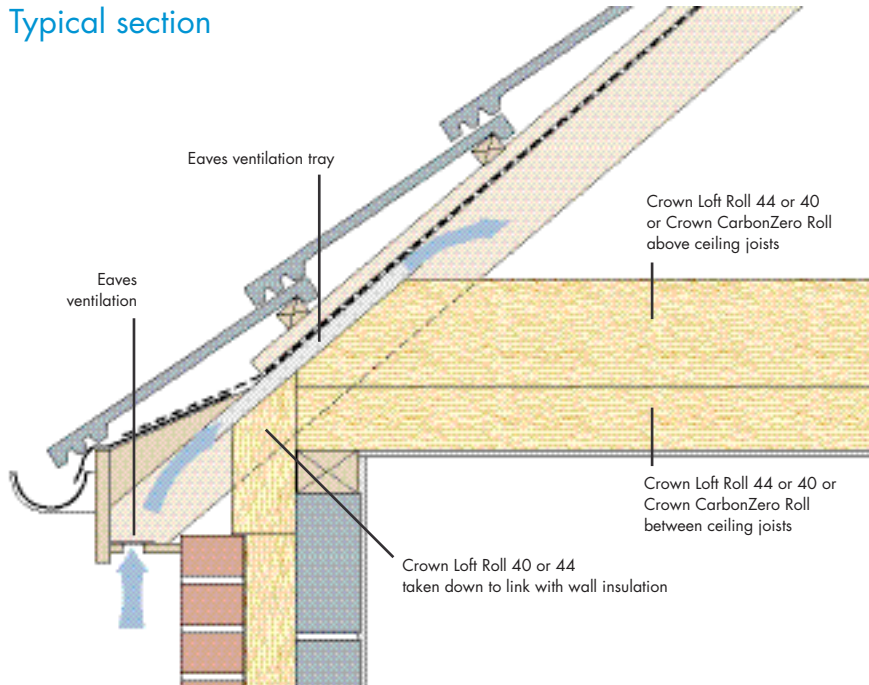 Typical section
Eaves ventilation tray
Crown Loft Roll 44 or 40
or Crown CarbonZero Roll
above ceiling joists
Eaves
ventilation
Crown Loft Roll 44 or 40 or
Crown CarbonZero Roll
between ceiling joists
Crown Loft Roll 40 or 44
taken down to link with wall insulation